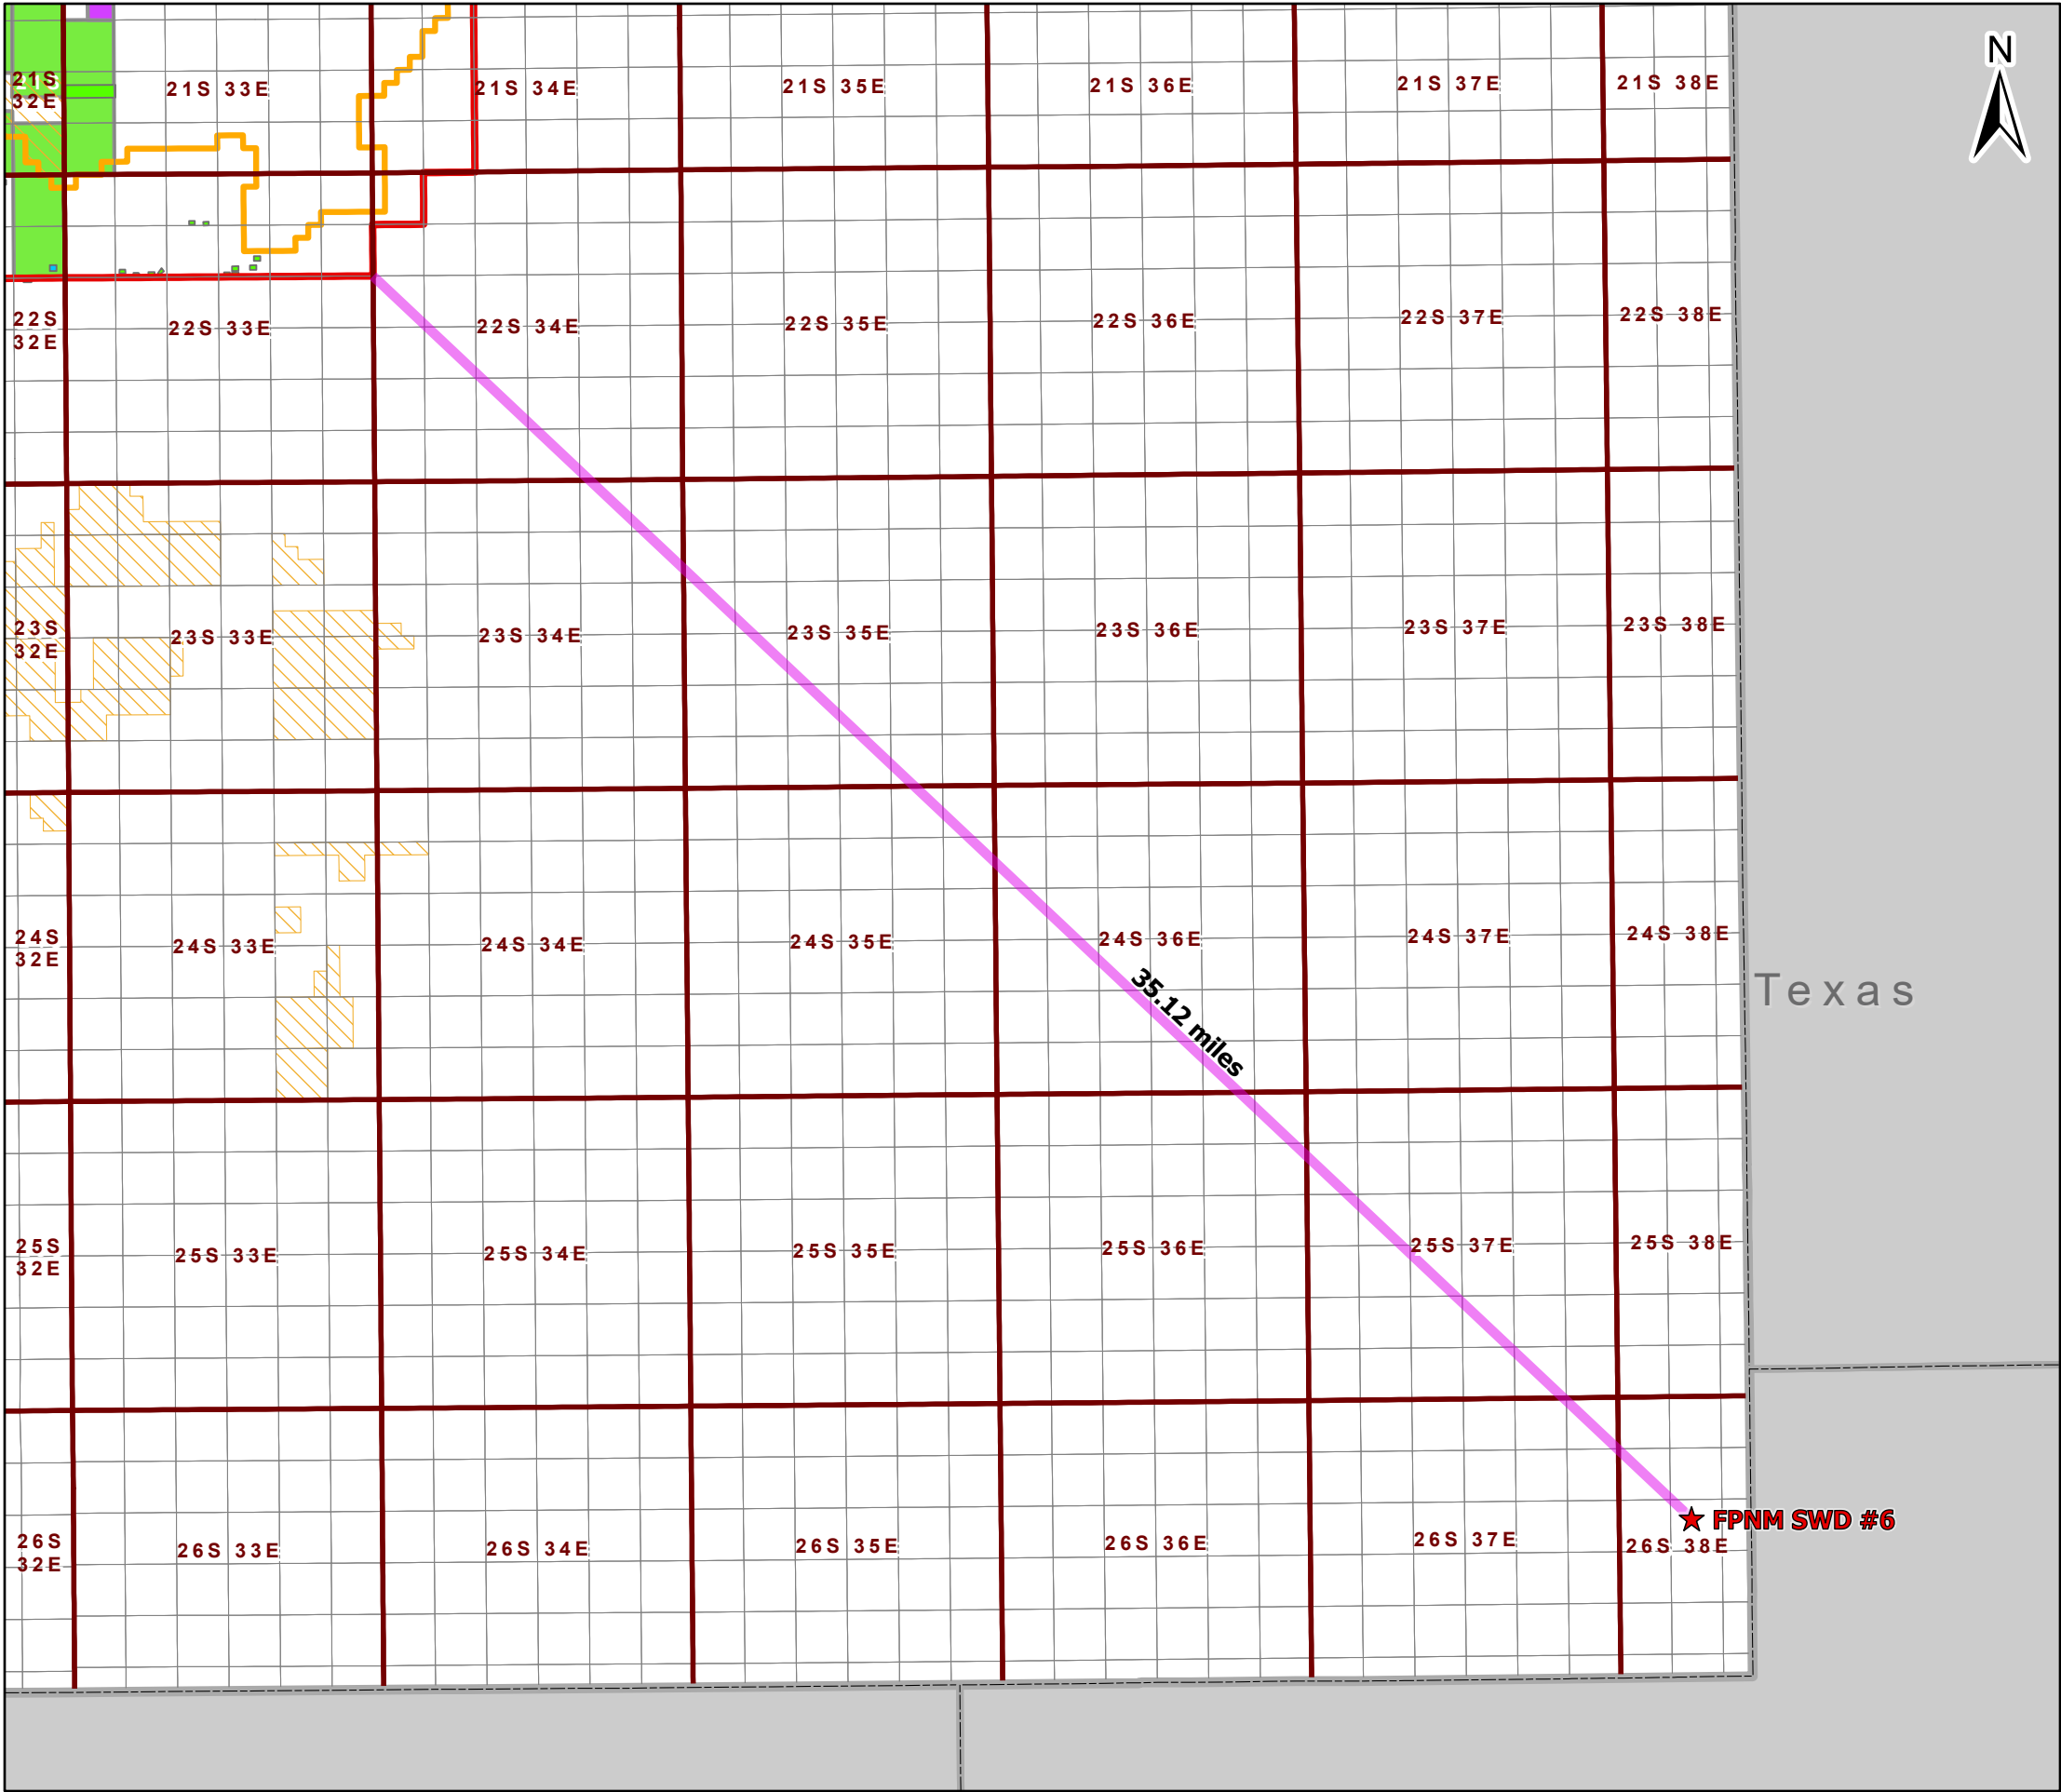 N
21S
32E
21S 33E
21S 34E
21S 35E
21S 36E
21S 37E
21S 38E
22S
32E
22S 33E
22S 34E
22S 35E
22S 36E
22S 37E
22S 38E
23S
32E
23S 33E
23S 34E
23S 35E
23S 36E
23S 37E
23S 38E
24S
32E
24S 33E
24S 34E
24S 35E
24S 36E
24S 37E
24S 38E
Texas
35.12 miles
25S
32E
25S 33E
25S 34E
25S 35E
25S 36E
25S 37E
25S 38E
FPNM SWD #6
26S
32E
26S 33E
26S 34E
26S 35E
26S 36E
26S 37E
26S 38E